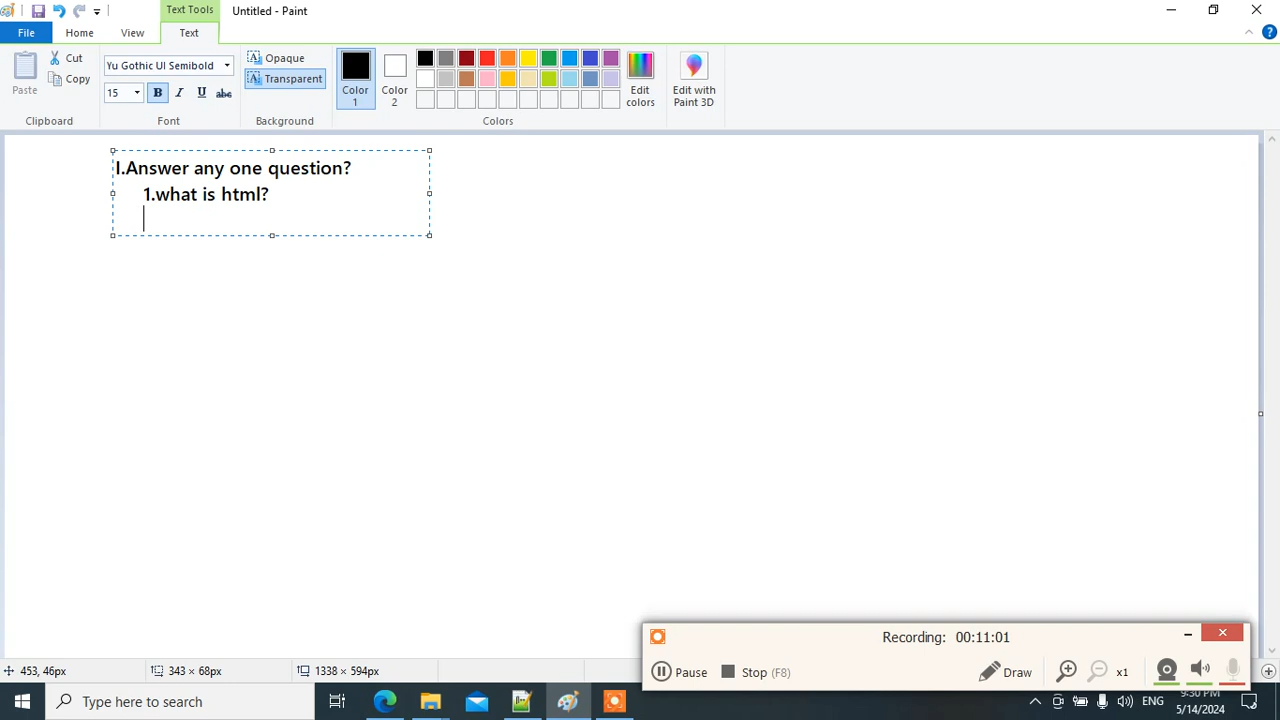 Text Tools
Untitled - Paint
File
Home
View
Text
Paste
Cut
Copy
Clipboard
Yu Gothic UI Semibold
15
B
I
U
abc
Font
Opaque
Transparent
Background
Color 1
Color 2
Edit colors
Colors
Edit with Paint 3D
I.Answer any one question?
1.what is html?
Recording: 00:11:01
Pause
Stop (F8)
Draw
x1
453, 46px
343 × 68px
1338 × 594px
Type here to search
ENG
9:30 PM
5/14/2024